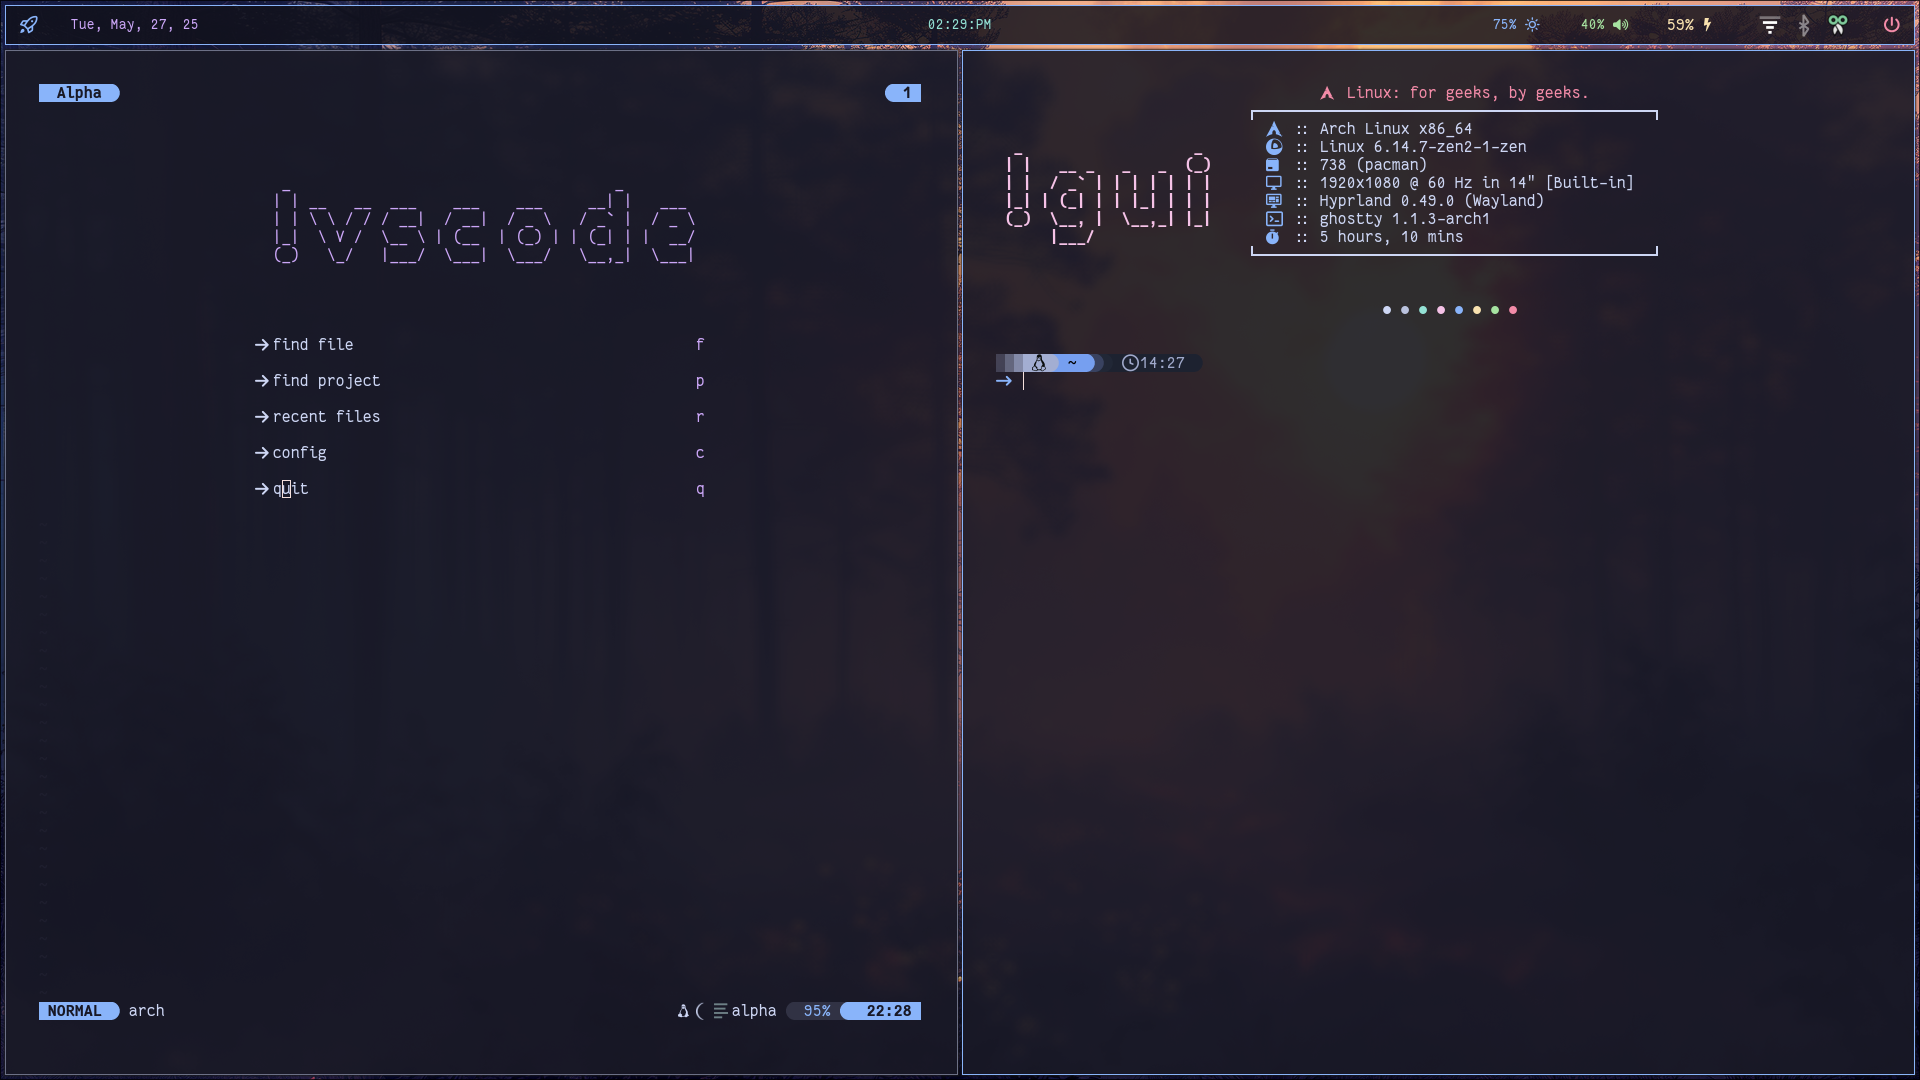 Tue, May, 27, 25
02:29:PM
75%
40%
59%
Alpha
1
!vscode
→find file f
→find project p
→recent files r
→config c
→quit q
NORMAL arch
alpha 95% 22:28
!gui
Linux: for geeks, by geeks.
:: Arch Linux x86_64
:: Linux 6.14.7-zen2-1-zen
:: 738 (pacman)
:: 1920x1080 @ 60 Hz in 14" [Built-in]
:: Hyprland 0.49.0 (Wayland)
:: ghostty 1.1.3-arch1
:: 5 hours, 10 mins
~ 14:27
→